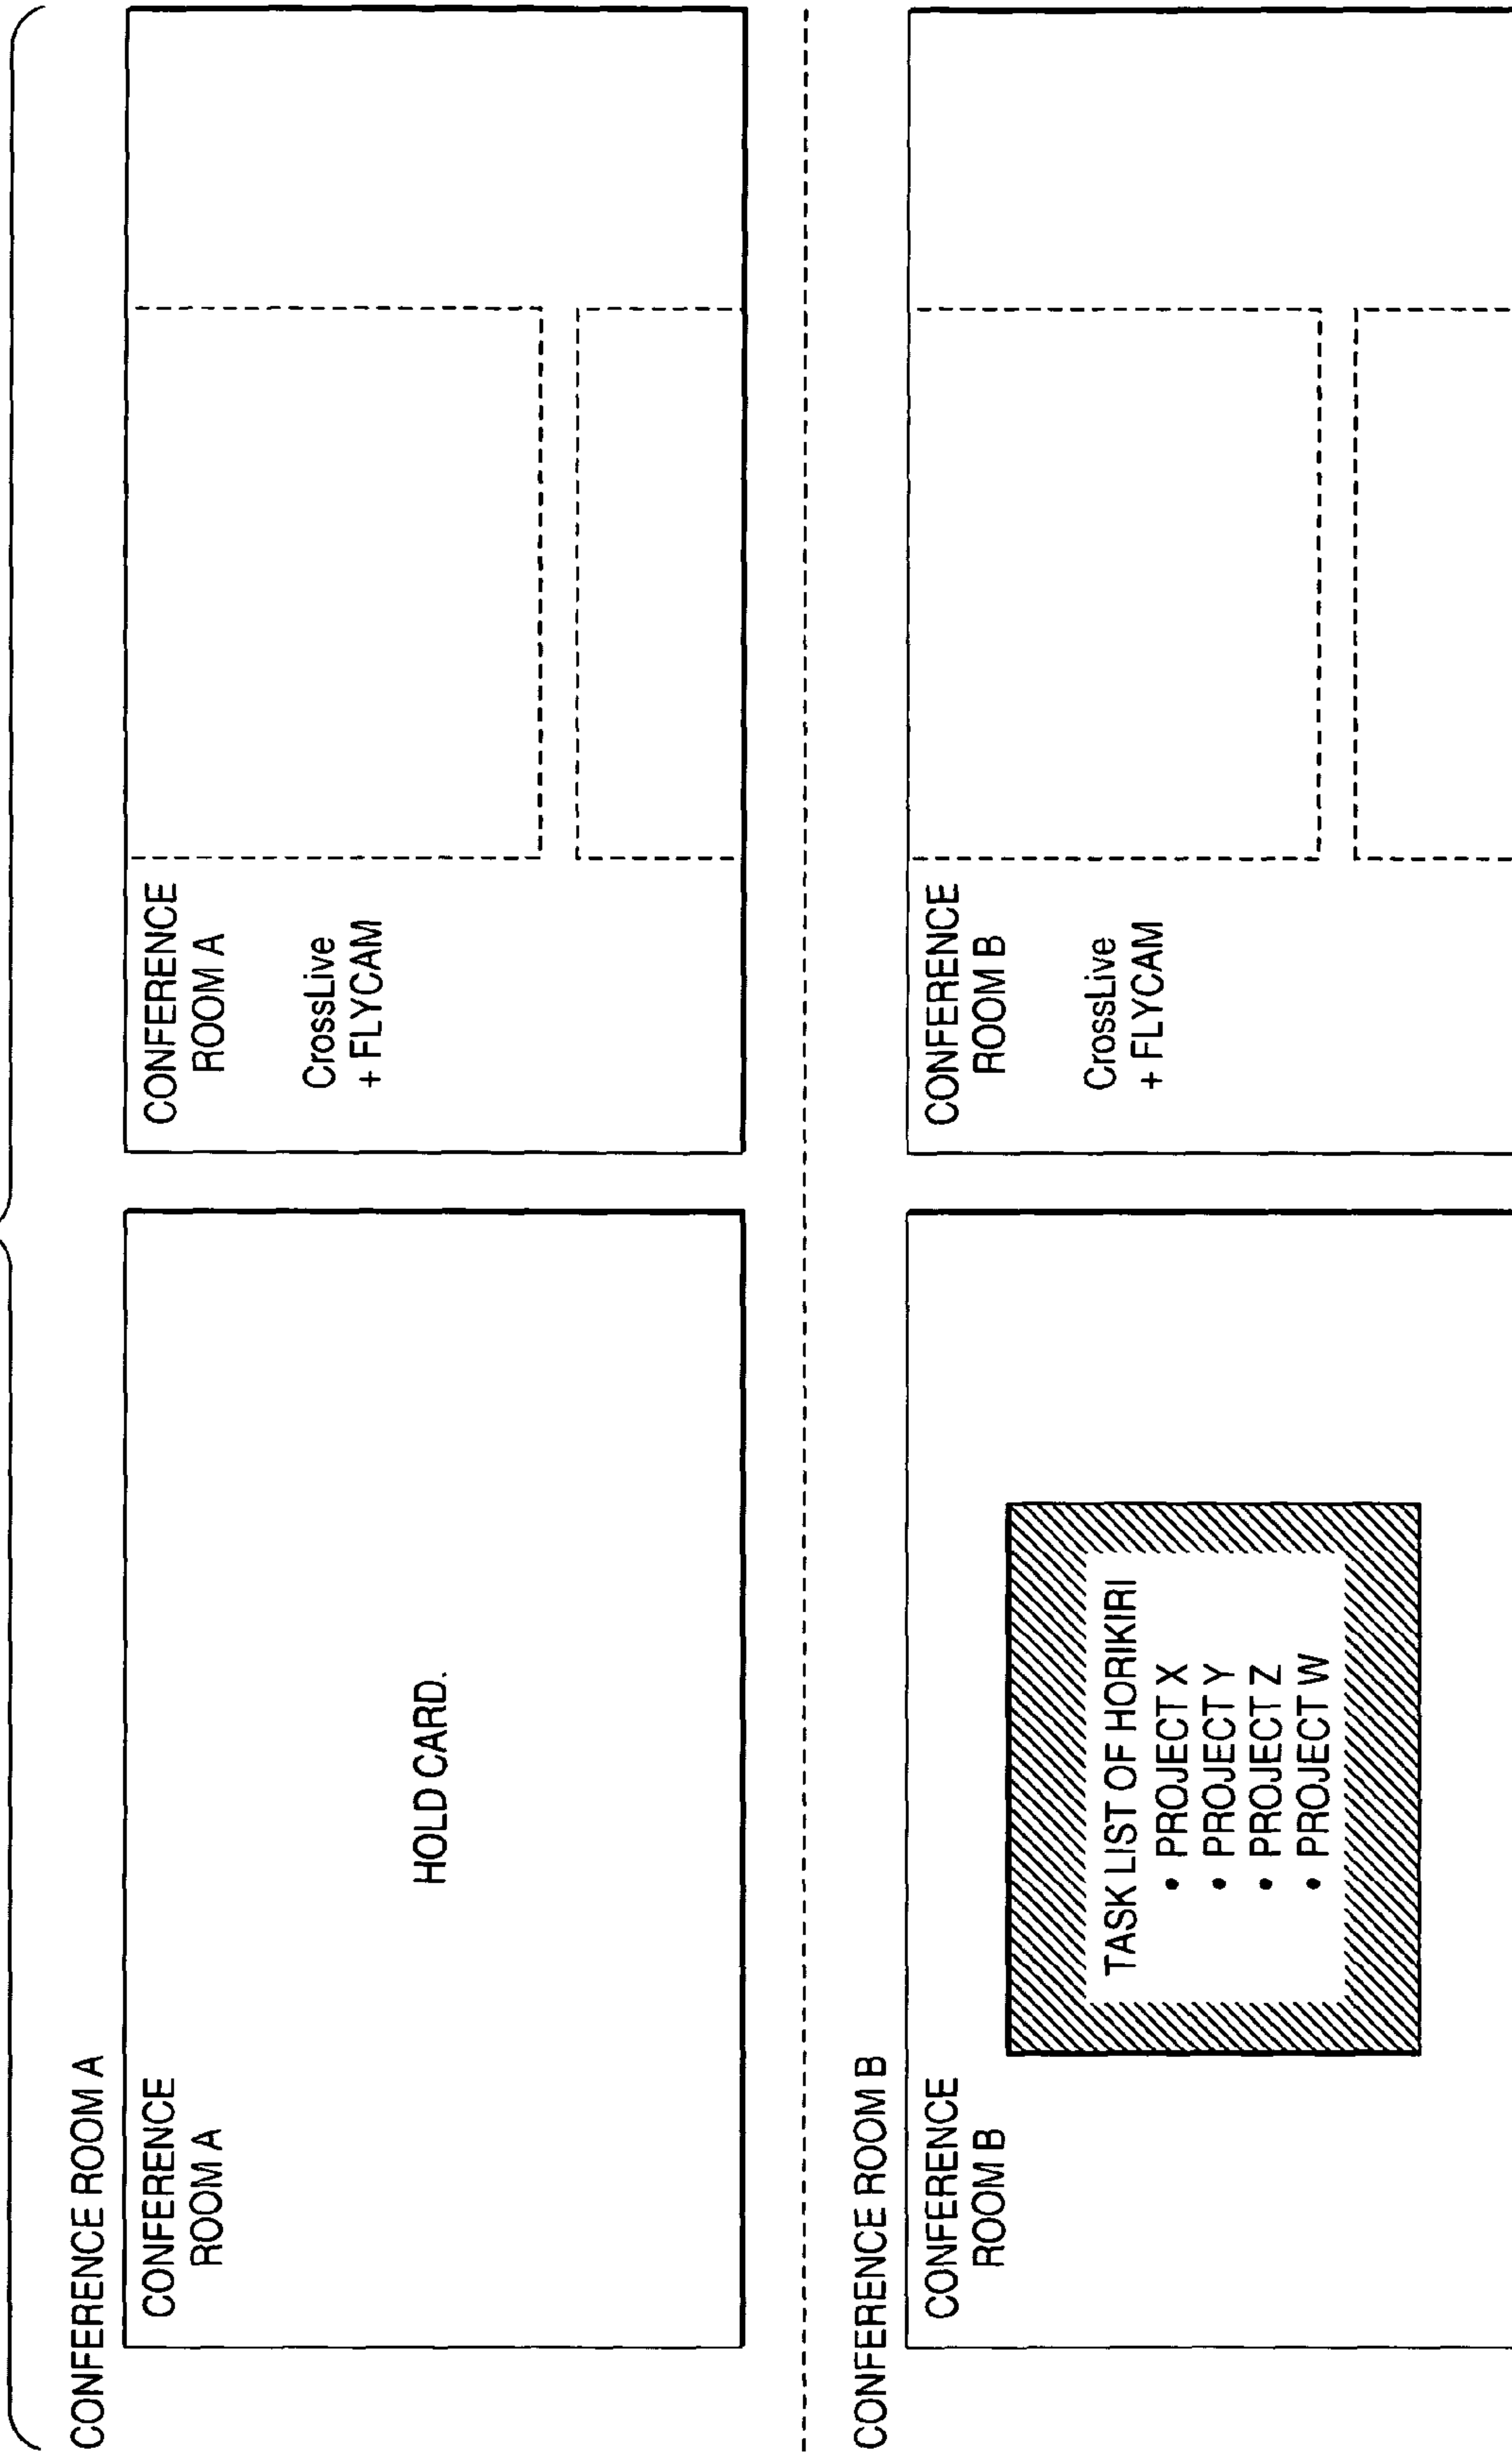 CONFERENCE ROOM A
CONFERENCE
ROOM A
HOLD CARD.
CONFERENCE
ROOM A
CrossLive
+ FLYCAM
CONFERENCE ROOM B
CONFERENCE
ROOM B
TASK LIST OF HORIKIRI
• PROJECT X
• PROJECT Y
• PROJECT Z
• PROJECT W
CONFERENCE
ROOM B
CrossLive
+ FLYCAM